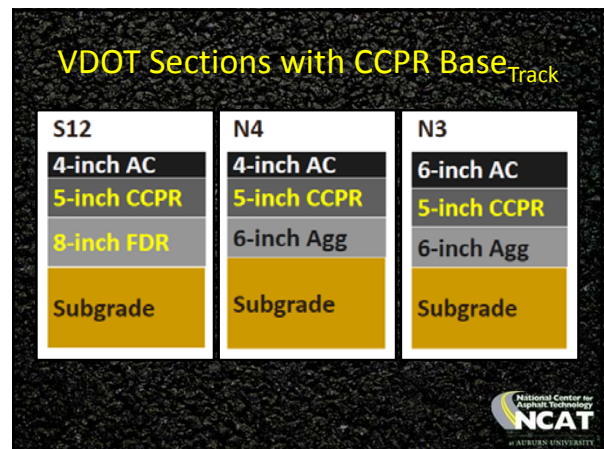 VDOT Sections with CCPR Base Track
S12
4-inch AC
5-inch CCPR
8-inch FDR
Subgrade
N4
4-inch AC
5-inch CCPR
6-inch Agg
Subgrade
N3
6-inch AC
5-inch CCPR
6-inch Agg
Subgrade
National Center for
Asphalt Technology
NCAT
at AUBURN UNIVERSITY